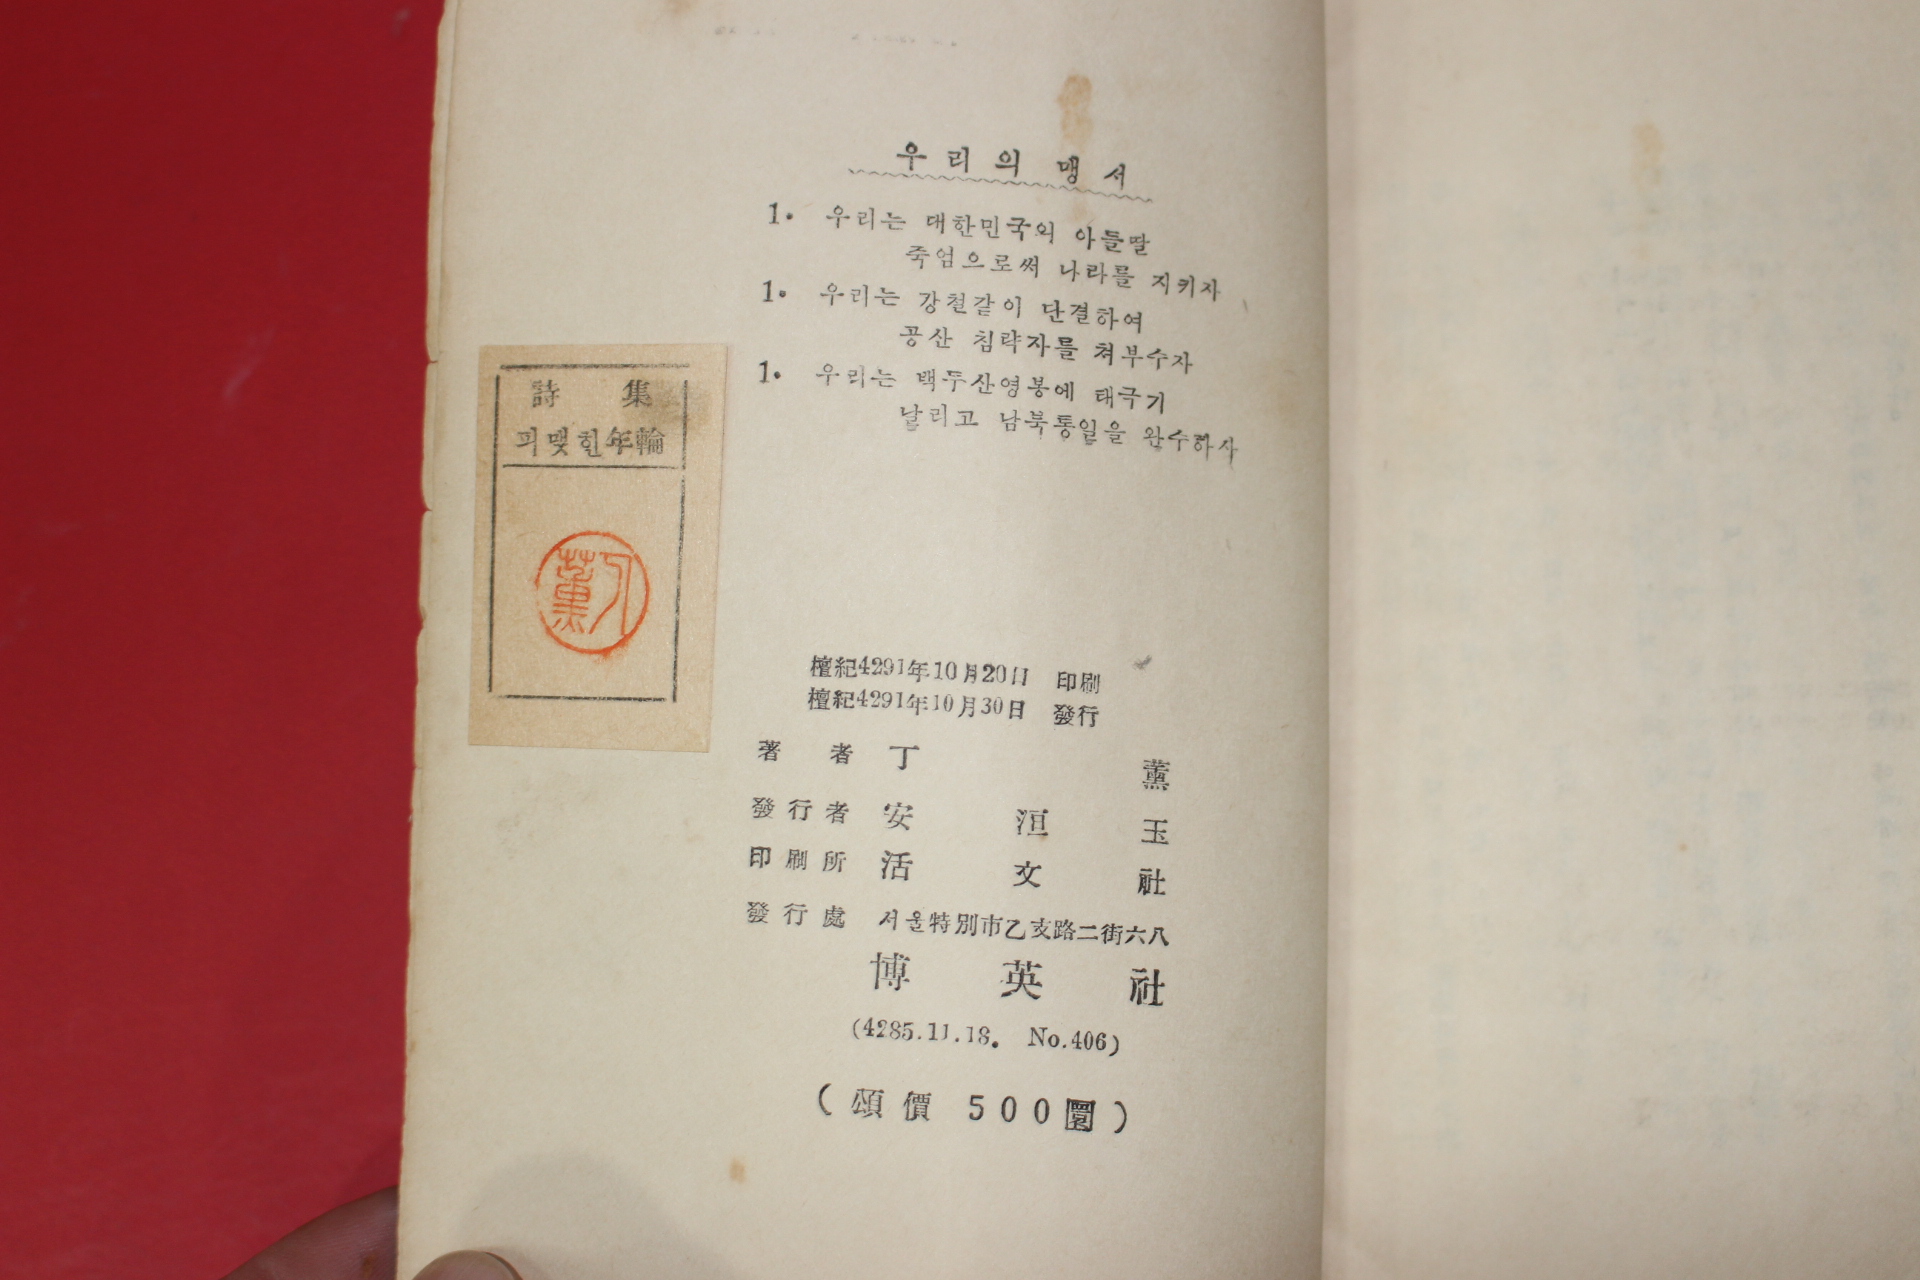 우리의 맹서
1. 우리는 대한민국의 아들딸
죽엄으로써 나라를 지키자
1. 우리는 강철같이 단결하여
공산 침략자를 쳐부수자
1. 우리는 백두산영봉에 태극기
날리고 남북통일을 완수하자
詩 集
피맺힌年輪
丁薰
檀紀4291年10月20日 印刷
檀紀4291年10月30日 發行
著者 丁薰
發行者 安洹玉
印刷所 活文社
發行處 서울特別市乙支路二街六八
博英社
(4285.11.18. No.406)
(頌價 500圜)